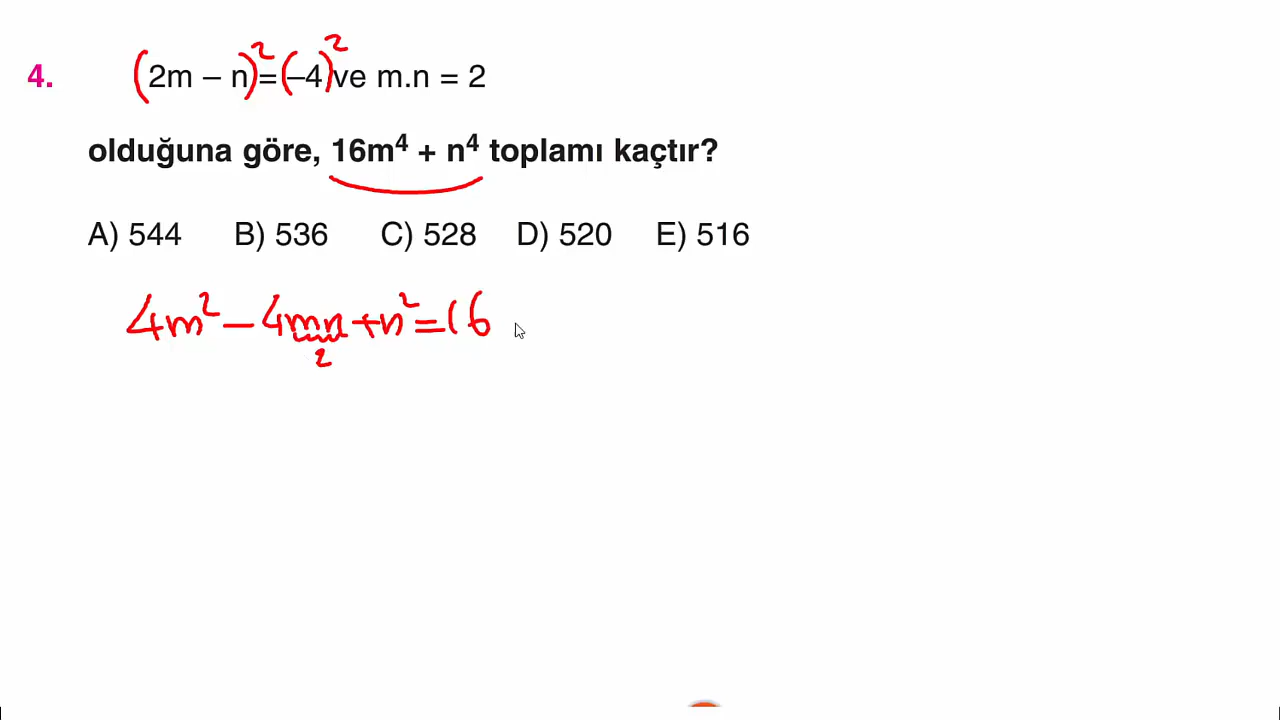 4. (2m – n)² = (–4)² ve m.n = 2
olduğuna göre, 16m⁴ + n⁴ toplamı kaçtır?
A) 544 B) 536 C) 528 D) 520 E) 516
4m² – 4mn + n² = 16
2